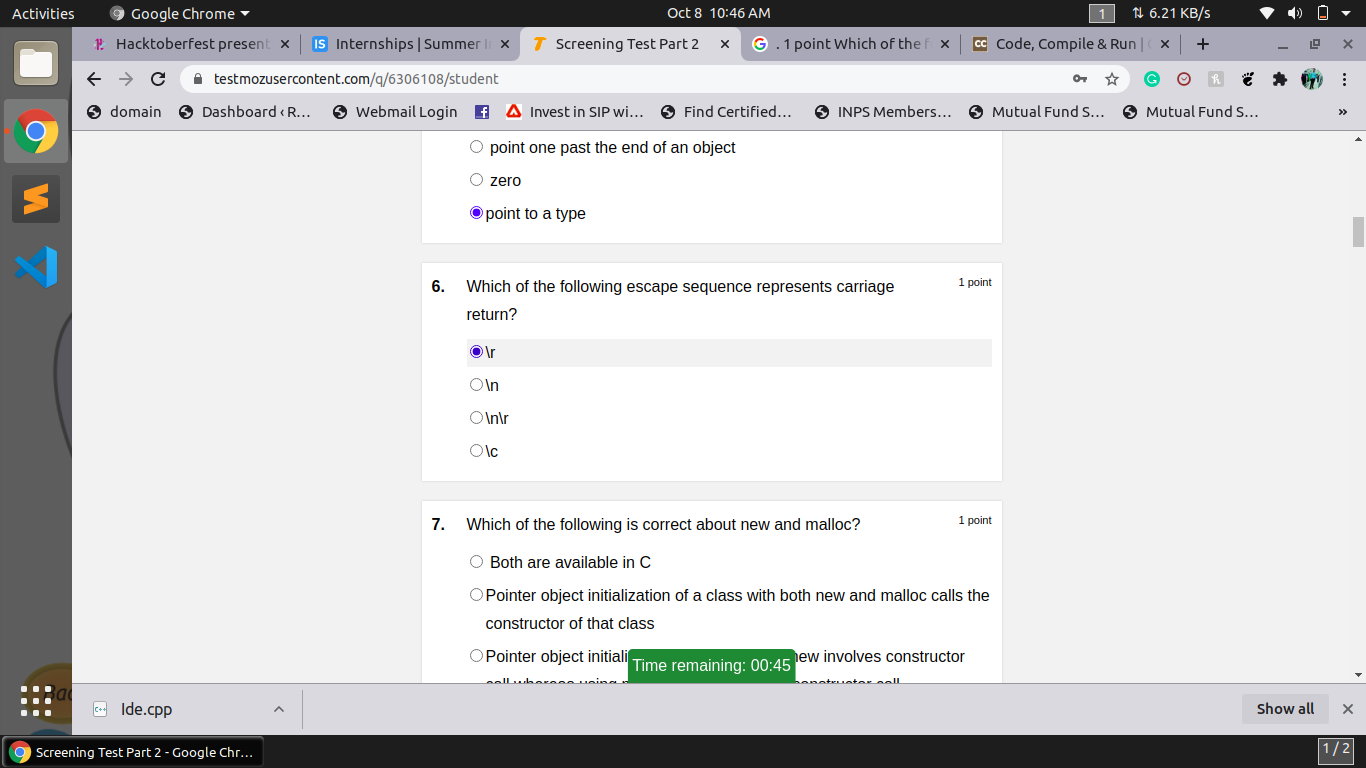 Activities
Google Chrome
Oct 8 10:46 AM
1
6.21 KB/s
Hacktoberfest present
IS
Internships | Summer I
Screening Test Part 2
. 1 point Which of the f
CC
Code, Compile & Run |
testmozusercontent.com/q/6306108/student
domain
Dashboard ‹ R...
Webmail Login
Invest in SIP wi...
Find Certified...
INPS Members...
Mutual Fund S...
Mutual Fund S...
»
point one past the end of an object
zero
point to a type
6. Which of the following escape sequence represents carriage
return?
1 point
\r
\n
\n\r
\c
7. Which of the following is correct about new and malloc?
1 point
Both are available in C
Pointer object initialization of a class with both new and malloc calls the
constructor of that class
Pointer object initiali
ew involves constructor
Time remaining: 00:45
Ide.cpp
Show all
Screening Test Part 2 - Google Chr...
1 / 2